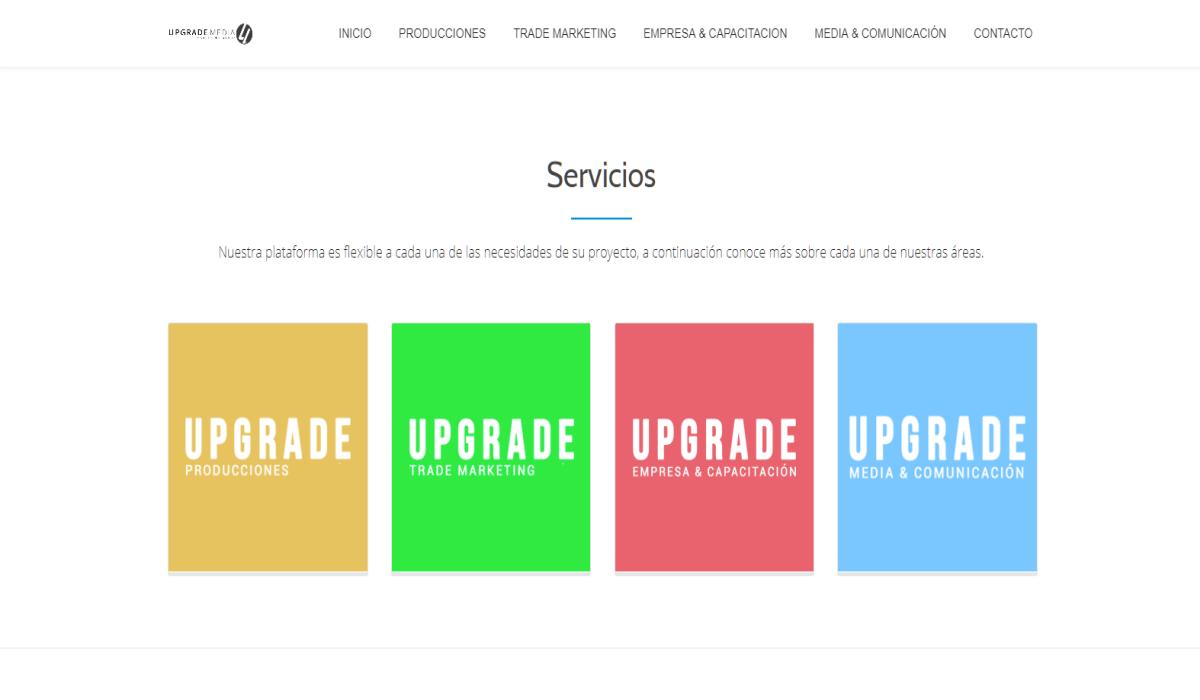 UPGRADE MEDIA
INICIO
PRODUCCIONES
TRADE MARKETING
EMPRESA & CAPACITACION
MEDIA & COMUNICACIÓN
CONTACTO
Servicios
Nuestra plataforma es flexible a cada una de las necesidades de su proyecto, a continuación conoce más sobre cada una de nuestras áreas.
UPGRADE
PRODUCCIONES
UPGRADE
TRADE MARKETING
UPGRADE
EMPRESA & CAPACITACIÓN
UPGRADE
MEDIA & COMUNICACIÓN